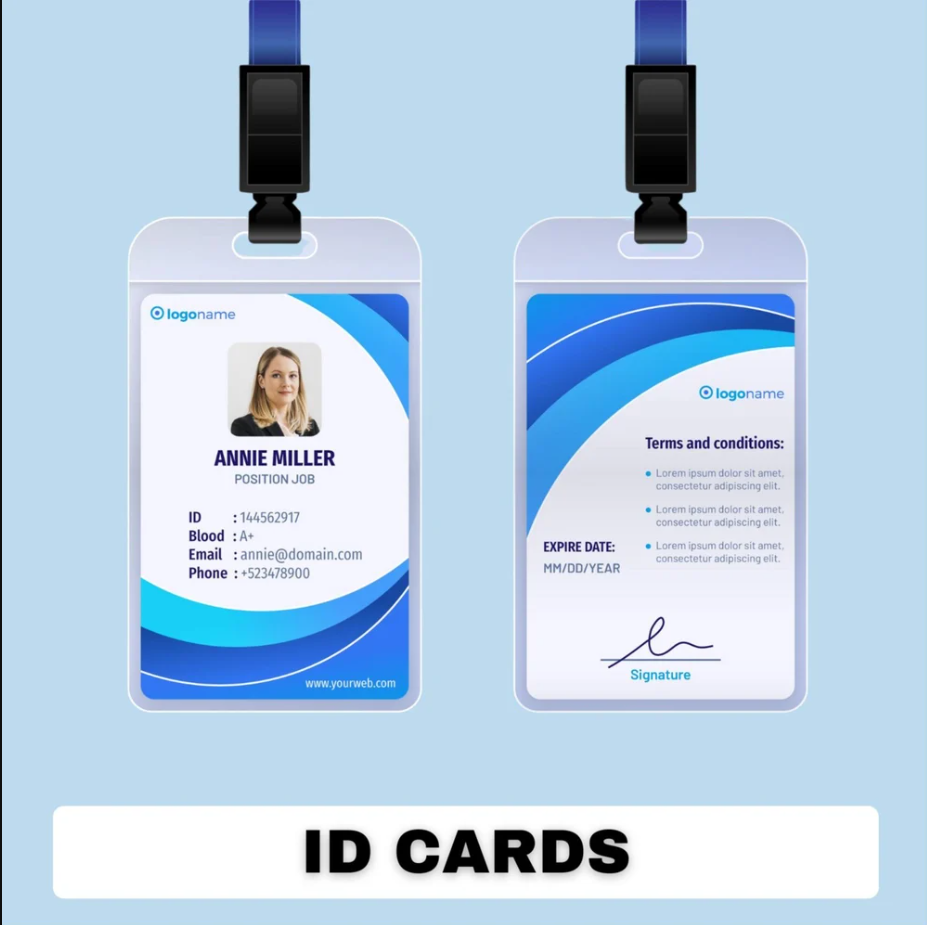 logoname
ANNIE MILLER
POSITION JOB
ID : 144562917
Blood : A+
Email : annie@domain.com
Phone : +523478900
www.yourweb.com
logoname
Terms and conditions:
Lorem ipsum dolor sit amet,
consectetur adipiscing elit.
Lorem ipsum dolor sit amet,
consectetur adipiscing elit.
Lorem ipsum dolor sit amet,
consectetur adipiscing elit.
EXPIRE DATE:
MM/DD/YEAR
Signature
ID CARDS